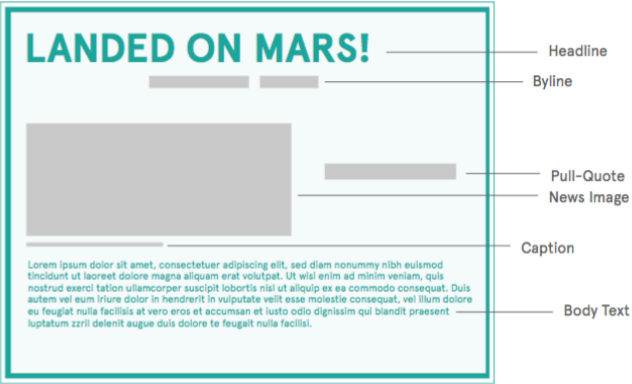 LANDED ON MARS!
Headline
Byline
Pull-Quote
News Image
Caption
Lorem ipsum dolor sit amet, consectetuer adipiscing elit, sed diam nonummy nibh euismod
tincidunt ut laoreet dolore magna aliquam erat volutpat. Ut wisi enim ad minim veniam, quis
nostrud exerci tation ullamcorper suscipit lobortis nisl ut aliquip ex ea commodo consequat. Duis
autem vel eum iriure dolor in hendrerit in vulputate velit esse molestie consequat, vel illum dolore
eu feugiat nulla facilisis at vero eros et accumsan et iusto odio dignissim qui blandit praesent
luptatum zzril delenit augue duis dolore te feugait nulla facilisi.
Body Text